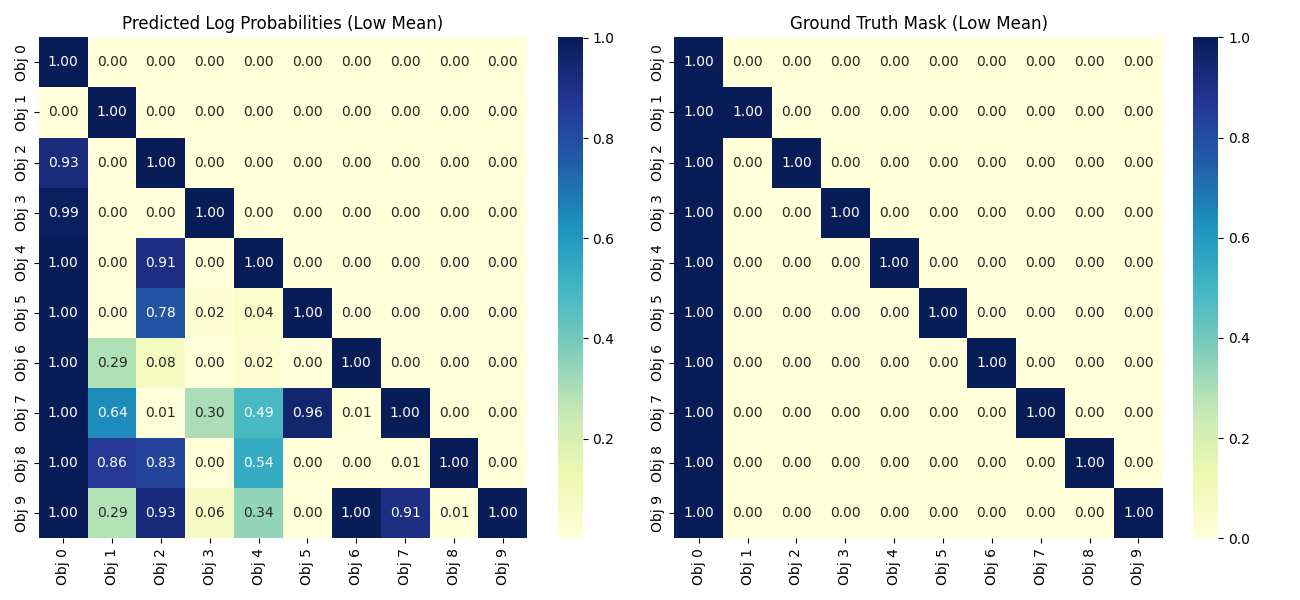 Predicted Log Probabilities (Low Mean)
Obj 0 1.00 0.00 0.00 0.00 0.00 0.00 0.00 0.00 0.00 0.00
Obj 1 0.00 1.00 0.00 0.00 0.00 0.00 0.00 0.00 0.00 0.00
Obj 2 0.93 0.00 1.00 0.00 0.00 0.00 0.00 0.00 0.00 0.00
Obj 3 0.99 0.00 0.00 1.00 0.00 0.00 0.00 0.00 0.00 0.00
Obj 4 1.00 0.00 0.91 0.00 1.00 0.00 0.00 0.00 0.00 0.00
Obj 5 1.00 0.00 0.78 0.02 0.04 1.00 0.00 0.00 0.00 0.00
Obj 6 1.00 0.29 0.08 0.00 0.02 0.00 1.00 0.00 0.00 0.00
Obj 7 1.00 0.64 0.01 0.30 0.49 0.96 0.01 1.00 0.00 0.00
Obj 8 1.00 0.86 0.83 0.00 0.54 0.00 0.00 0.01 1.00 0.00
Obj 9 1.00 0.29 0.93 0.06 0.34 0.00 1.00 0.91 0.01 1.00
Obj 0 Obj 1 Obj 2 Obj 3 Obj 4 Obj 5 Obj 6 Obj 7 Obj 8 Obj 9
1.0
0.8
0.6
0.4
0.2
Ground Truth Mask (Low Mean)
Obj 0 1.00 0.00 0.00 0.00 0.00 0.00 0.00 0.00 0.00 0.00
Obj 1 1.00 1.00 0.00 0.00 0.00 0.00 0.00 0.00 0.00 0.00
Obj 2 1.00 0.00 1.00 0.00 0.00 0.00 0.00 0.00 0.00 0.00
Obj 3 1.00 0.00 0.00 1.00 0.00 0.00 0.00 0.00 0.00 0.00
Obj 4 1.00 0.00 0.00 0.00 1.00 0.00 0.00 0.00 0.00 0.00
Obj 5 1.00 0.00 0.00 0.00 0.00 1.00 0.00 0.00 0.00 0.00
Obj 6 1.00 0.00 0.00 0.00 0.00 0.00 1.00 0.00 0.00 0.00
Obj 7 1.00 0.00 0.00 0.00 0.00 0.00 0.00 1.00 0.00 0.00
Obj 8 1.00 0.00 0.00 0.00 0.00 0.00 0.00 0.00 1.00 0.00
Obj 9 1.00 0.00 0.00 0.00 0.00 0.00 0.00 0.00 0.00 1.00
Obj 0 Obj 1 Obj 2 Obj 3 Obj 4 Obj 5 Obj 6 Obj 7 Obj 8 Obj 9
1.0
0.8
0.6
0.4
0.2
0.0